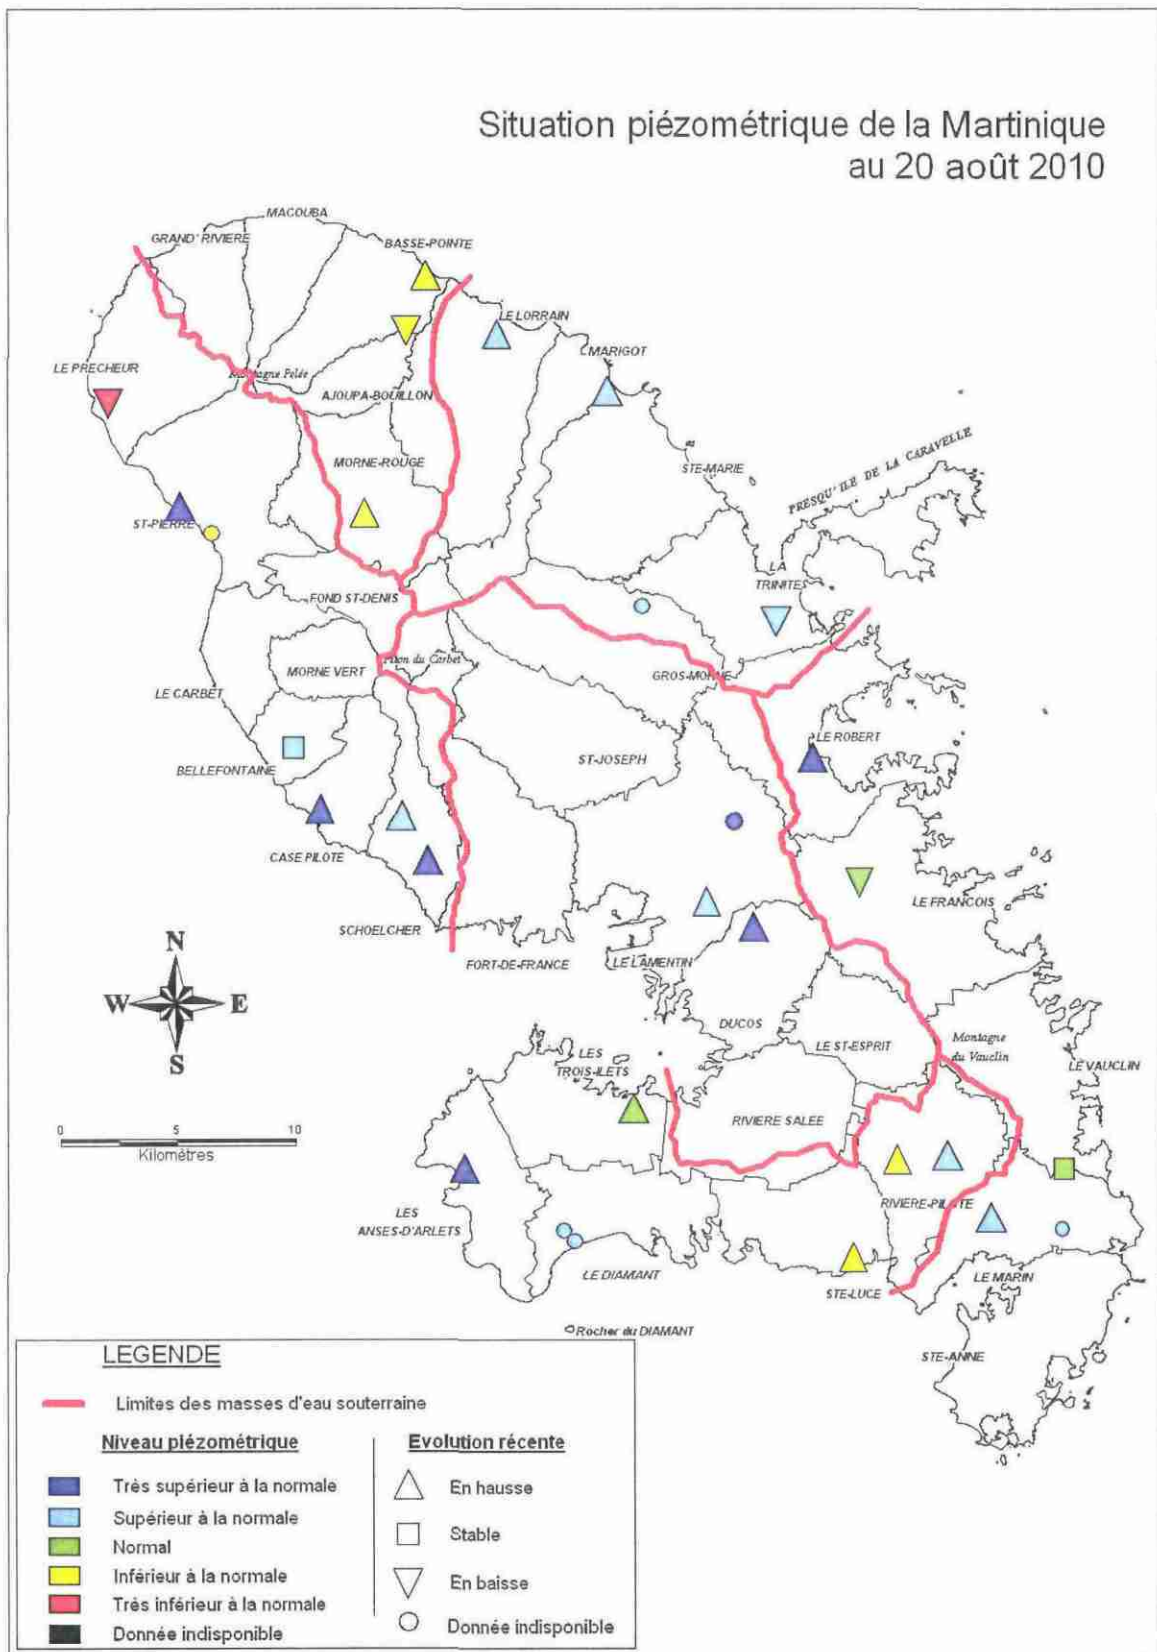 Situation piézométrique de la Martinique
au 20 août 2010
MACOUBA
GRAND' RIVIERE
BASSE-POINTE
LE LORRAIN
MARIGOT
LE PRECHEUR
Montagne Pelée
AJOUPA-BOUILLON
MORNE-ROUGE
STE-MARIE
PRESQU'ILE DE LA CARAVELLE
ST-PIERRE
LA
TRINITE
FOND ST-DENIS
Piton du Carbet
MORNE VERT
GROS-MORNE
LE CARBET
LE ROBERT
ST-JOSEPH
BELLEFONTAINE
CASE PILOTE
LE FRANCOIS
SCHOELCHER
FORT-DE-FRANCE
LE LAMENTIN
N
W
E
S
DUCOS
LE ST-ESPRIT
Montagne
du Vauclin
LE VAUCLIN
LES
TROIS-ILETS
RIVIERE SALEE
0 5 10
Kilométres
LES
ANSES-D'ARLETS
RIVIERE-PILOTE
LE DIAMANT
STE-LUCE
LE MARIN
Rocher du DIAMANT
STE-ANNE
LEGENDE
Limites des masses d'eau souterraine
Niveau piézométrique
Evolution récente
Très supérieur à la normale
En hausse
Supérieur à la normale
Stable
Normal
Inférieur à la normale
En baisse
Très inférieur à la normale
Donnée indisponible
Donnée indisponible